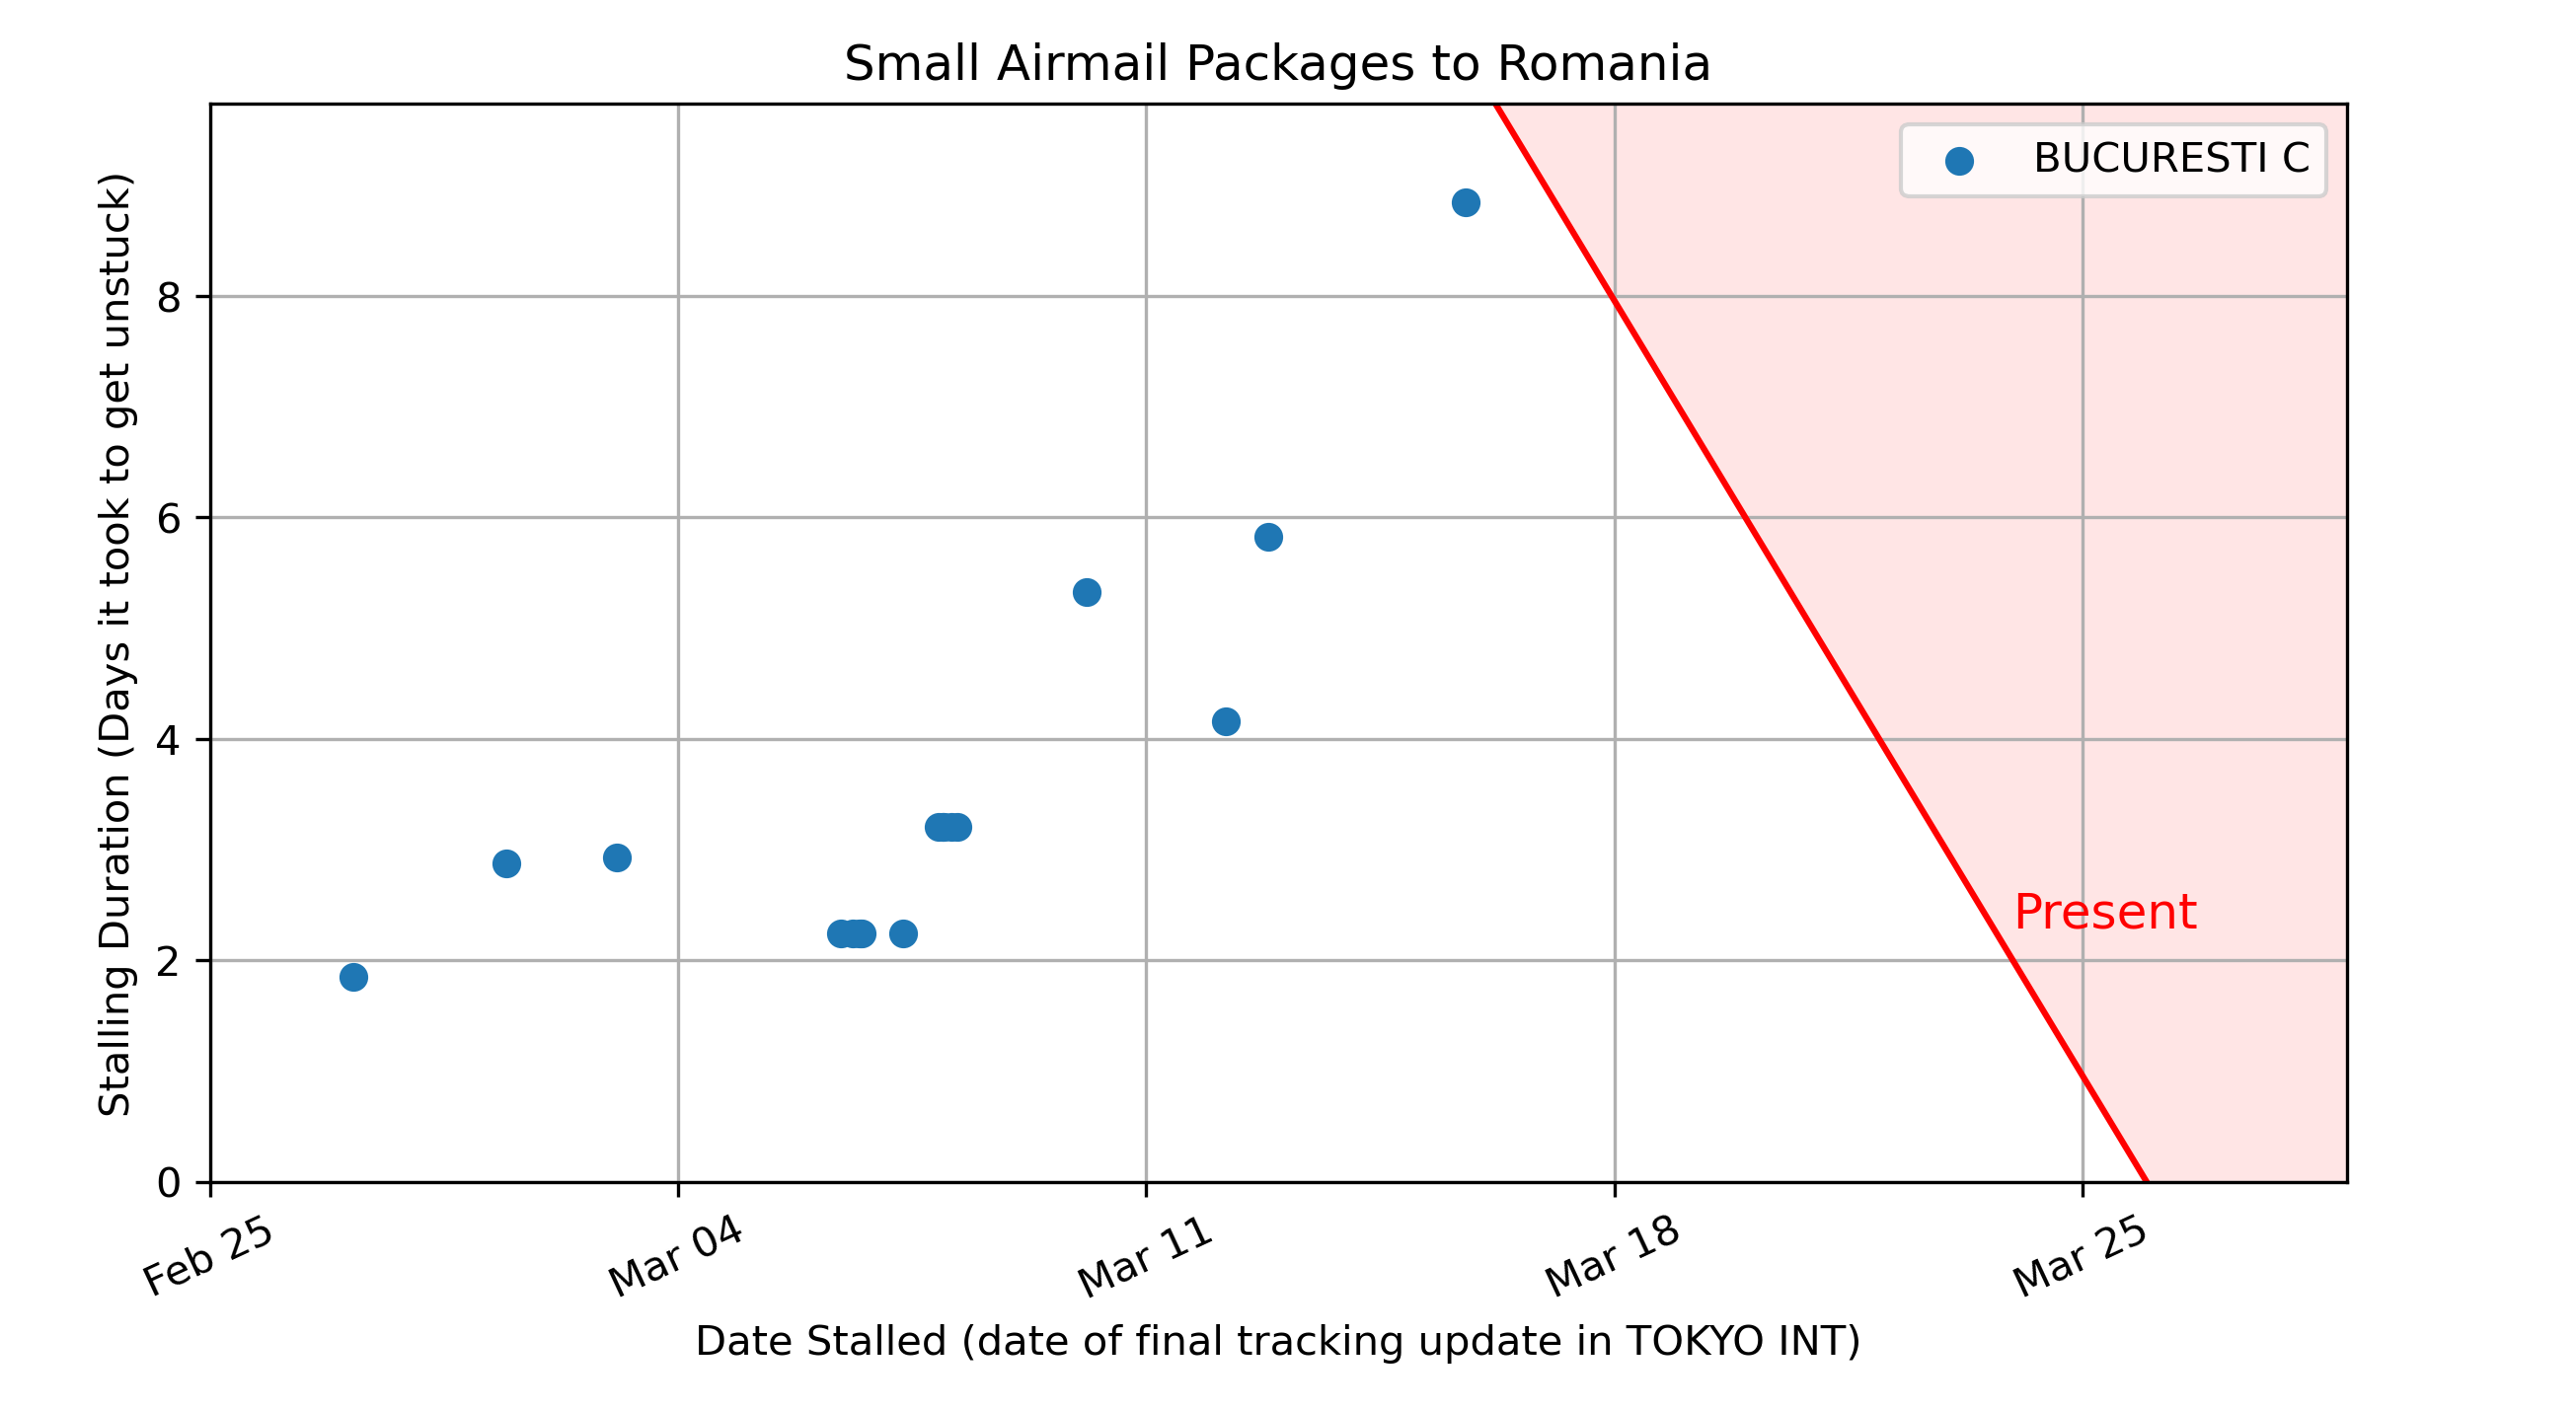 Small Airmail Packages to Romania
BUCURESTI C
Stalling Duration (Days it took to get unstuck)
8
6
4
2
0
Present
Feb 25
Mar 04
Mar 11
Mar 18
Mar 25
Date Stalled (date of final tracking update in TOKYO INT)